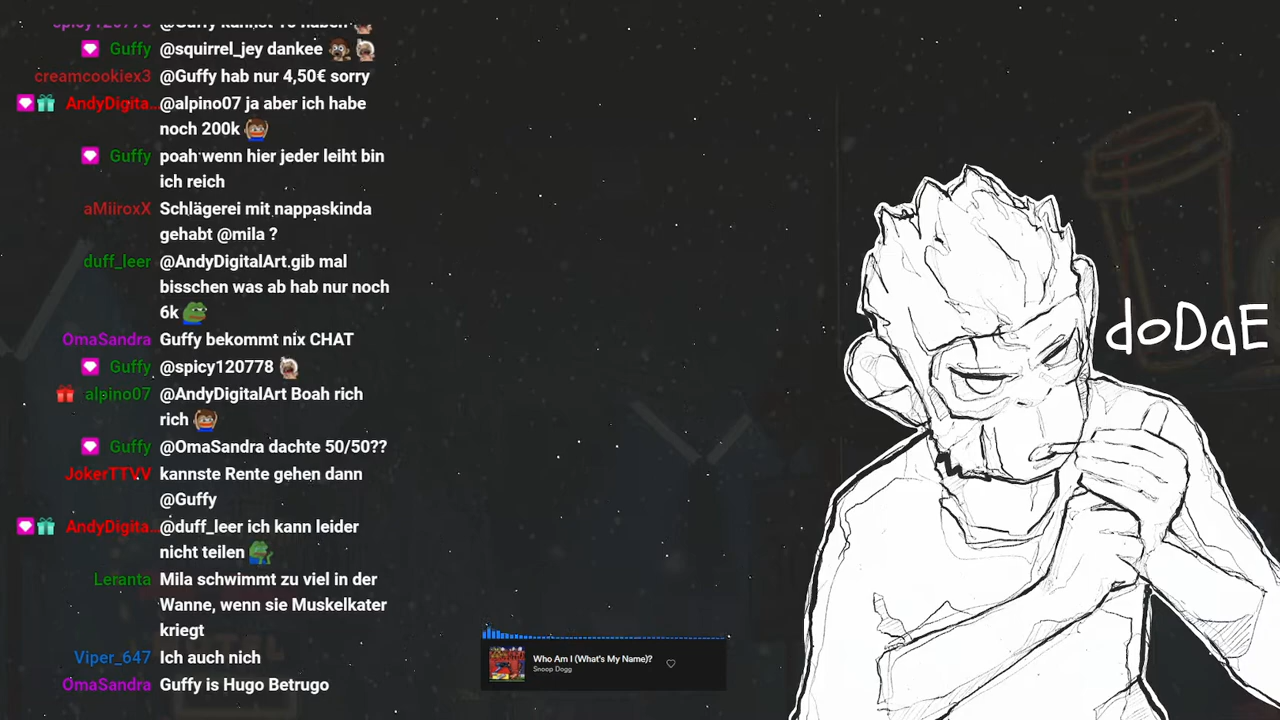 @Guffy kannst
Guffy @squirrel_jey dankee
creamcookiex3 @Guffy hab nur 4,50€ sorry
AndyDigita... @alpino07 ja aber ich habe
noch 200k
Guffy poah wenn hier jeder leiht bin
ich reich
aMiiroxX Schlägerei mit nappaskinda
gehabt @mila ?
duff_leer @AndyDigitalArt gib mal
bisschen was ab hab nur noch
6k
OmaSandra Guffy bekommt nix CHAT
Guffy @spicy120778
alpino07 @AndyDigitalArt Boah rich
rich
Guffy @OmaSandra dachte 50/50??
JokerTTVV kannste Rente gehen dann
@Guffy
AndyDigita... @duff_leer ich kann leider
nicht teilen
Leranta Mila schwimmt zu viel in der
Wanne, wenn sie Muskelkater
kriegt
Viper_647 Ich auch nich
OmaSandra Guffy is Hugo Betrugo
doDaE
Who Am I (What's My Name)?
Snoop Dogg